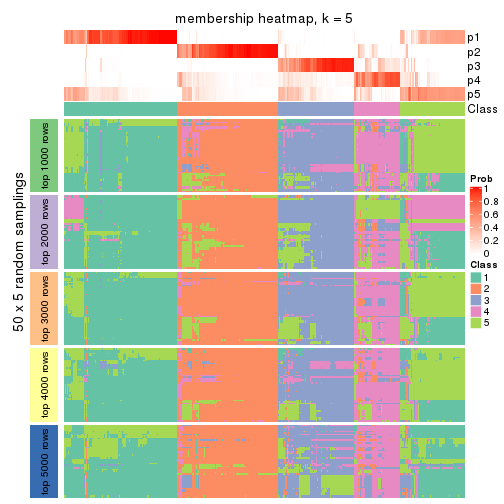 membership heatmap, k = 5
p1
p2
p3
p4
p5
Class
50 x 5 random samplings
top 1000 rows
top 2000 rows
top 3000 rows
top 4000 rows
top 5000 rows
Prob
1
0.8
0.6
0.4
0.2
0
Class
1
2
3
4
5